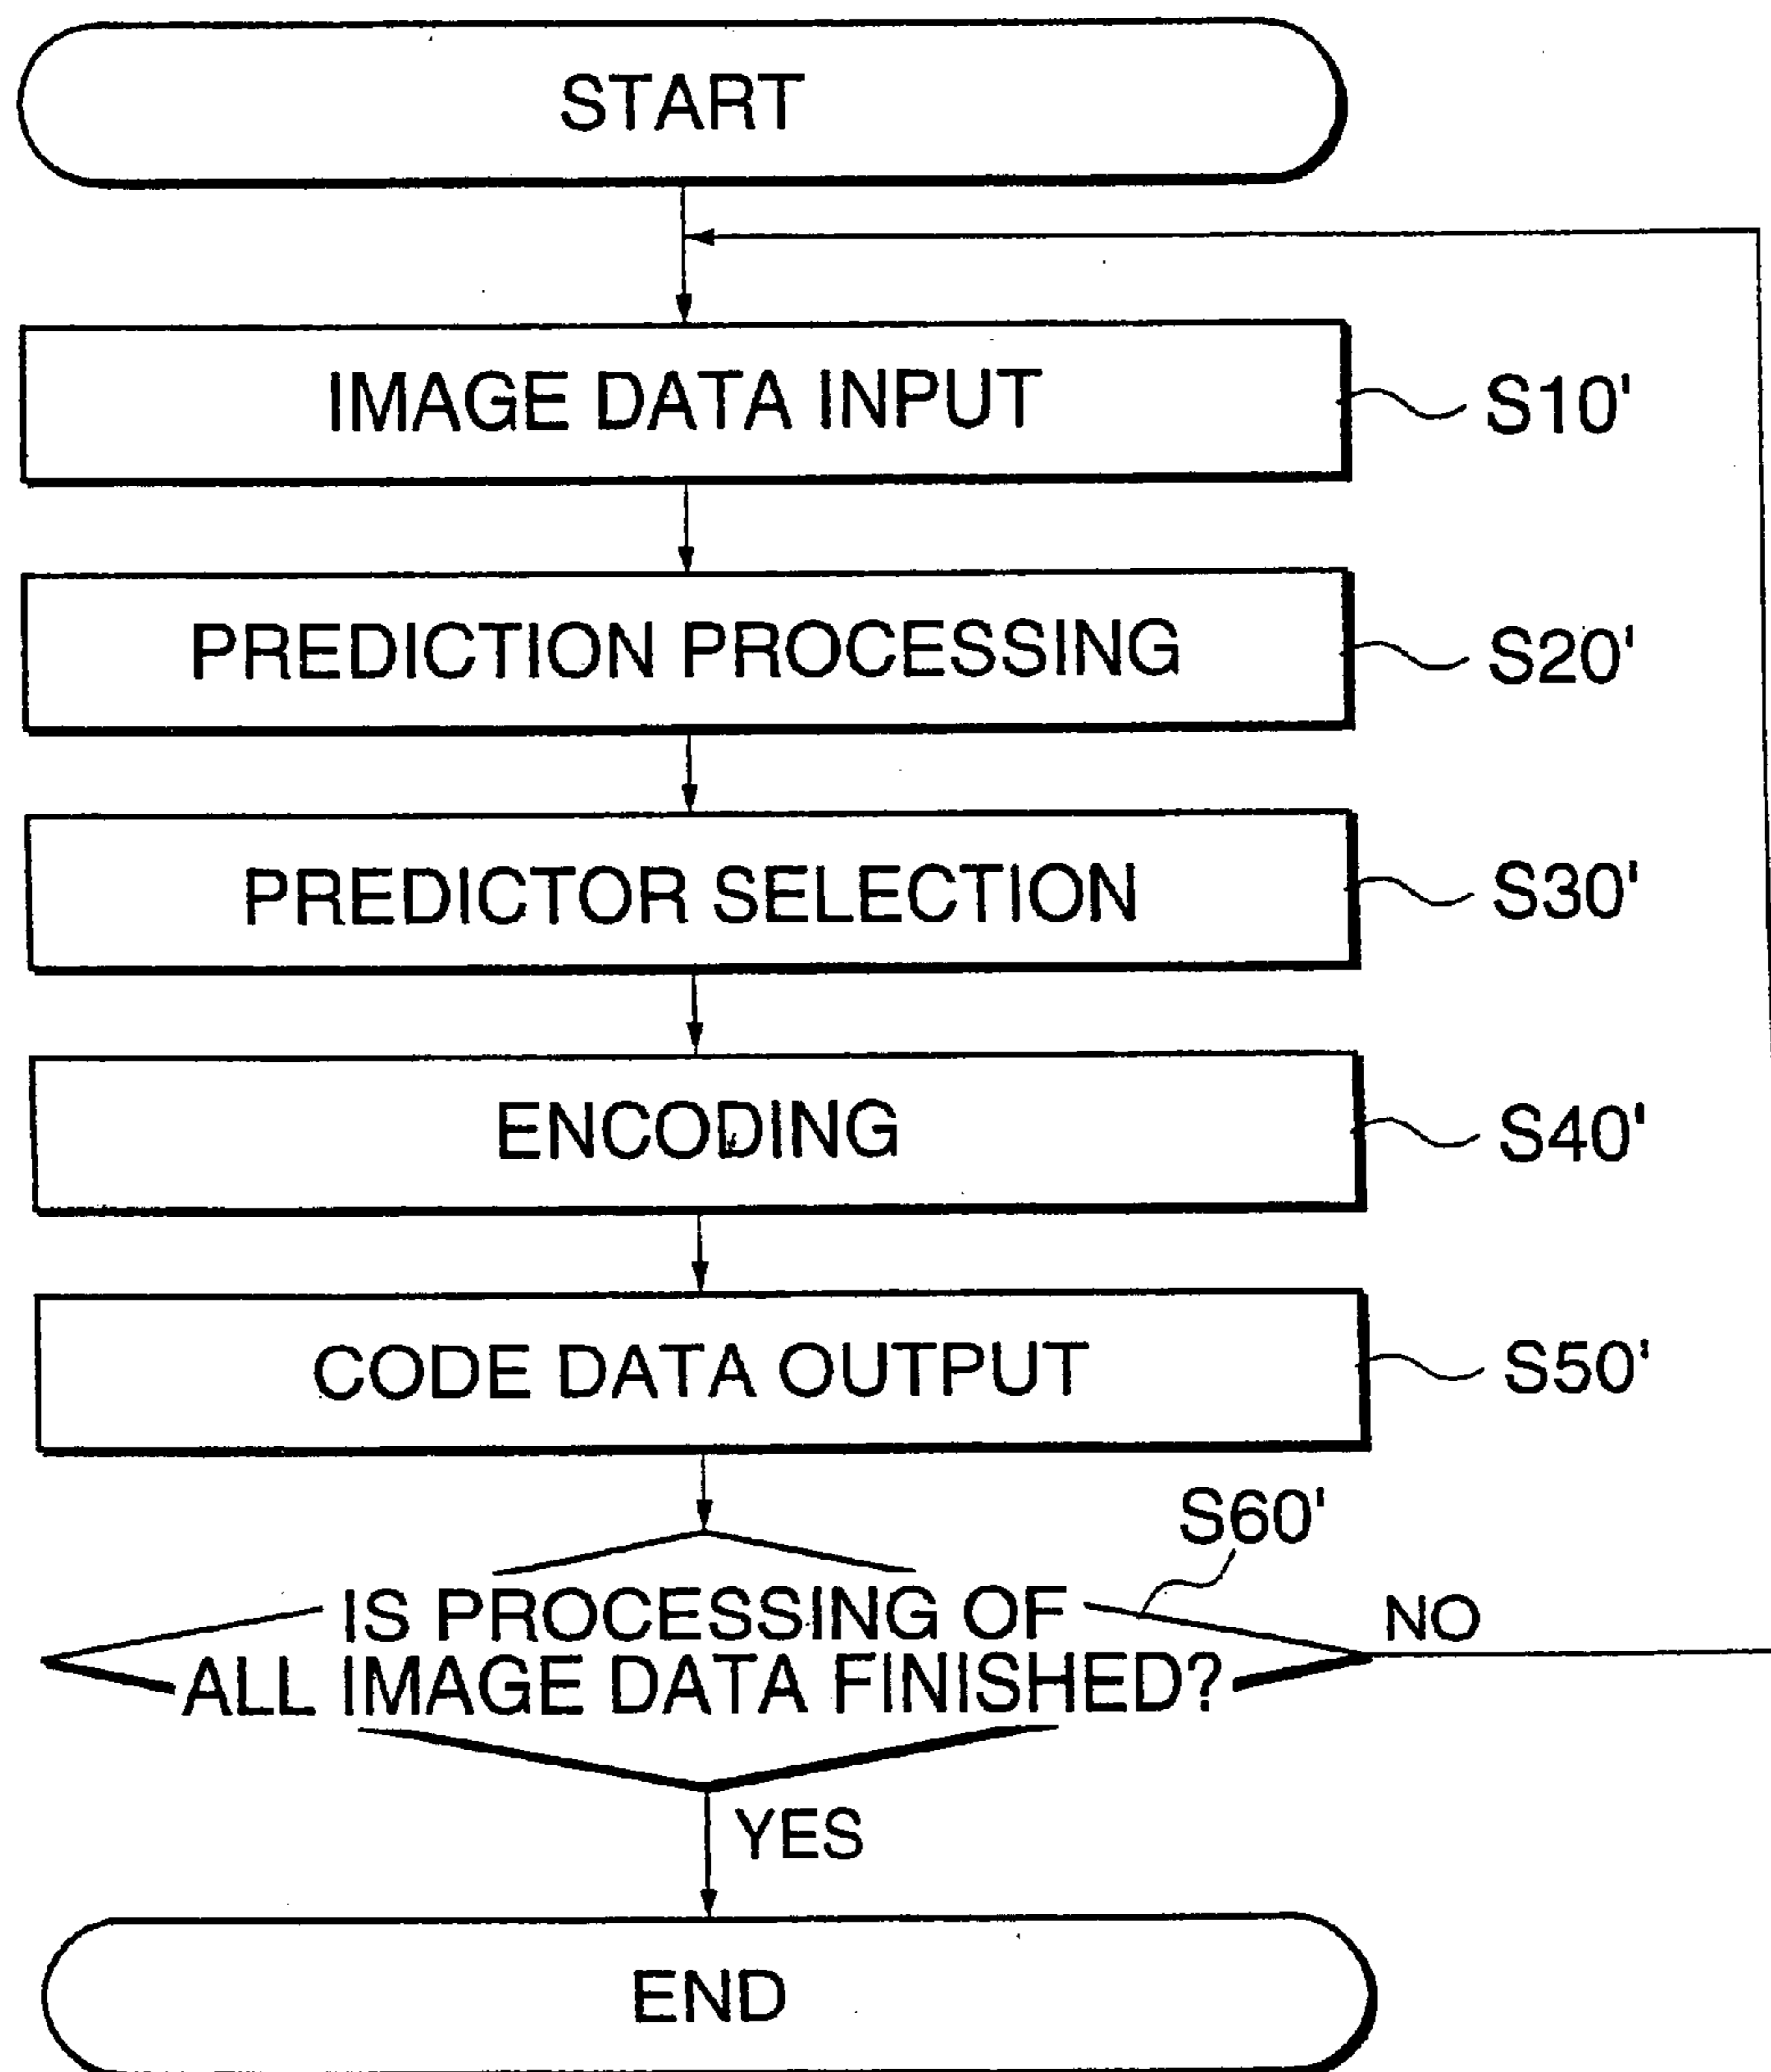 START
IMAGE DATA INPUT
S10'
PREDICTION PROCESSING
S20'
PREDICTOR SELECTION
S30'
ENCODING
S40'
CODE DATA OUTPUT
S50'
S60'
IS PROCESSING OF
ALL IMAGE DATA FINISHED?
NO
YES
END